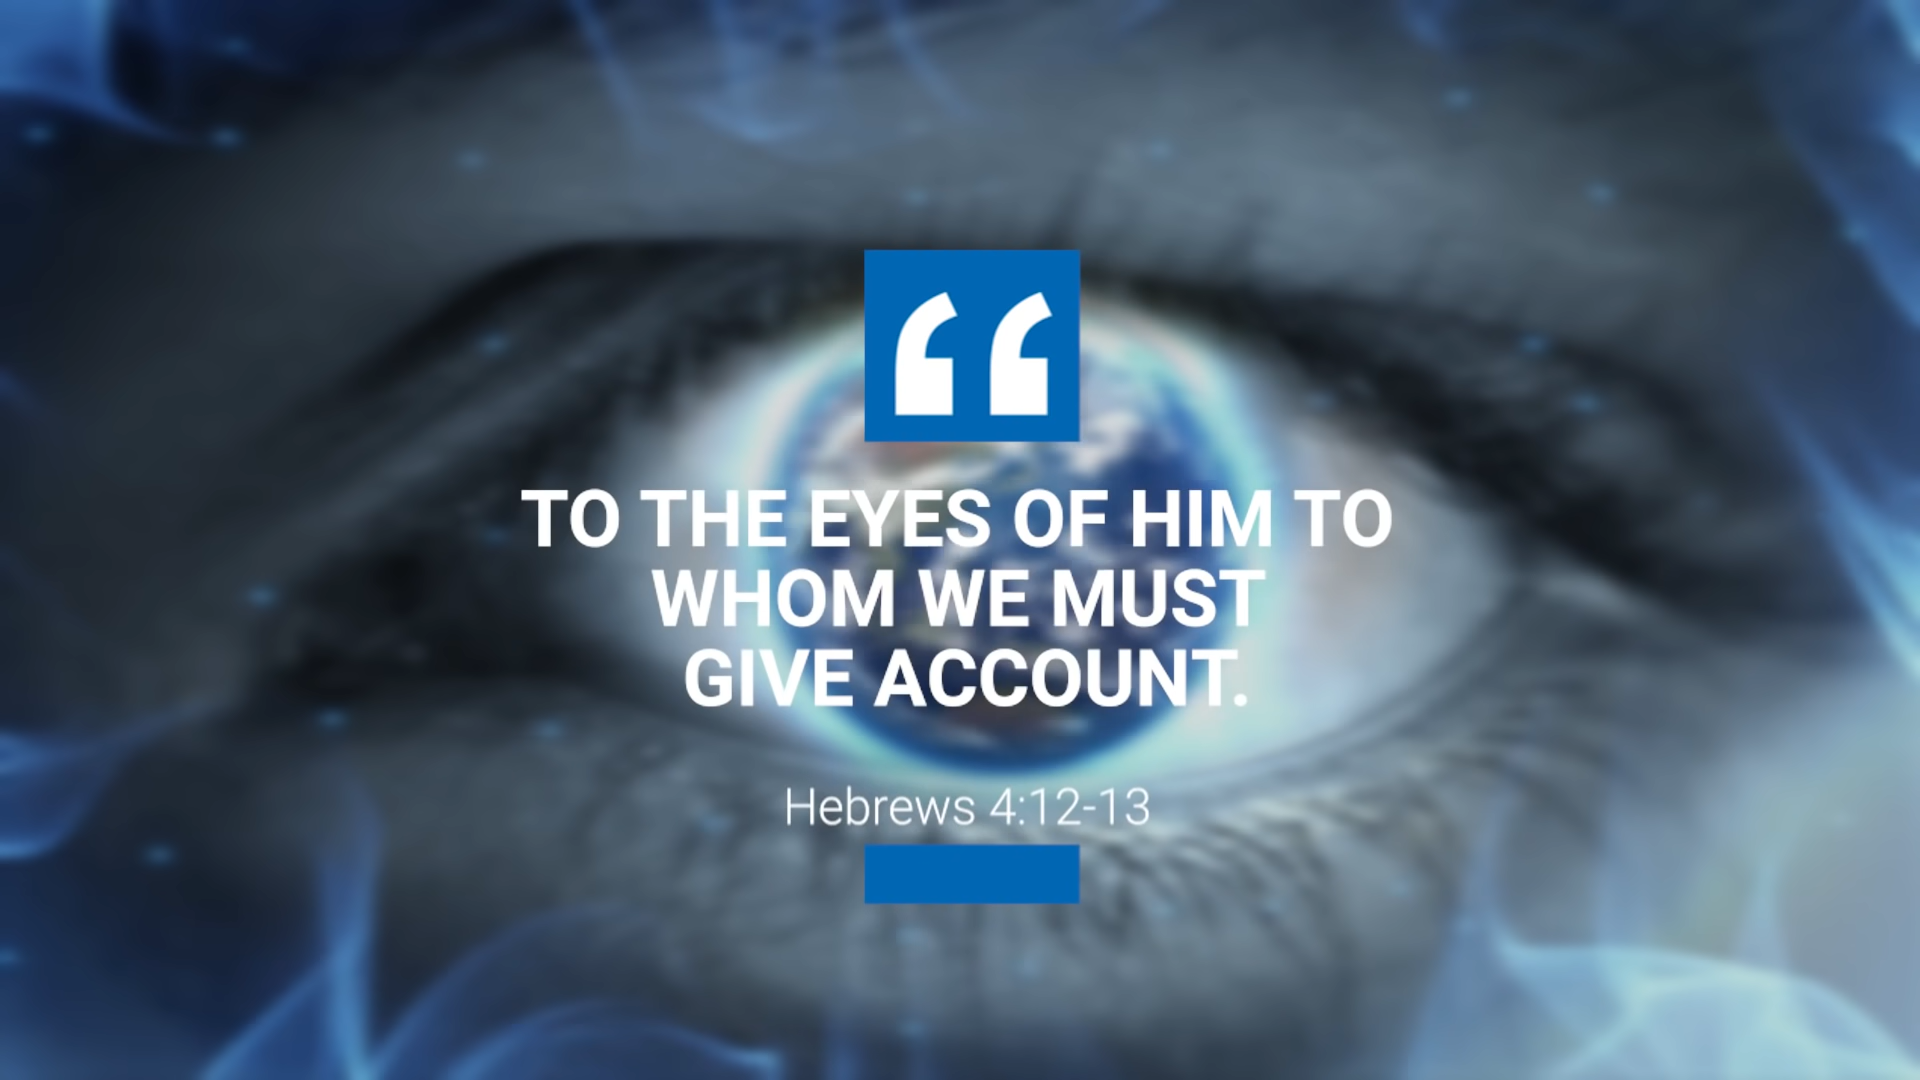 “
TO THE EYES OF HIM TO
WHOM WE MUST
GIVE ACCOUNT.
Hebrews 4:12-13